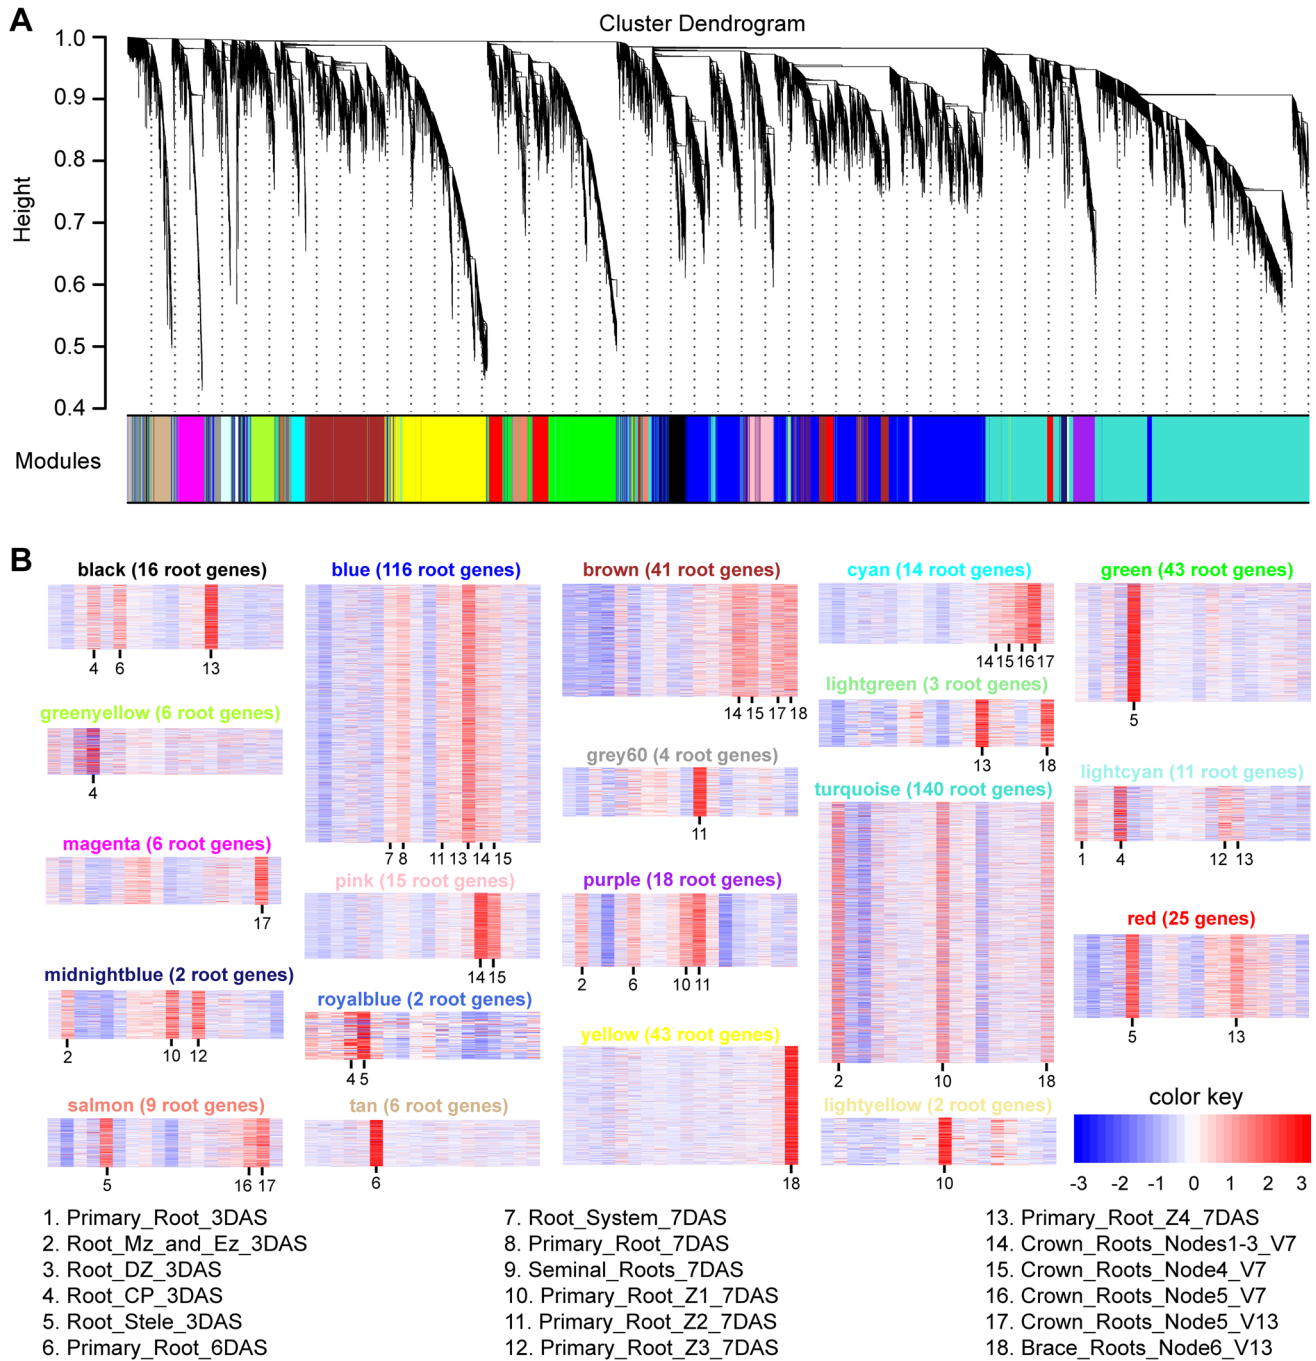 A
Cluster Dendrogram
1.0
0.9
0.8
0.7
0.6
0.5
0.4
Height
Modules
B
black (16 root genes)
4 6 13
blue (116 root genes)
7 8 11 13 14 15
brown (41 root genes)
14 15 17 18
cyan (14 root genes)
14 15 16 17
green (43 root genes)
5
greenyellow (6 root genes)
4
grey60 (4 root genes)
11
lightgreen (3 root genes)
13 18
lightcyan (11 root genes)
1 4 12 13
magenta (6 root genes)
17
pink (15 root genes)
14 15
purple (18 root genes)
2 6 10 11
turquoise (140 root genes)
2 10 18
red (25 genes)
5 13
midnightblue (2 root genes)
2 10 12
royalblue (2 root genes)
4 5
yellow (43 root genes)
18
salmon (9 root genes)
5 16 17
tan (6 root genes)
6
lightyellow (2 root genes)
10
color key
-3 -2 -1 0 1 2 3
1. Primary_Root_3DAS
2. Root_Mz_and_Ez_3DAS
3. Root_DZ_3DAS
4. Root_CP_3DAS
5. Root_Stele_3DAS
6. Primary_Root_6DAS
7. Root_System_7DAS
8. Primary_Root_7DAS
9. Seminal_Roots_7DAS
10. Primary_Root_Z1_7DAS
11. Primary_Root_Z2_7DAS
12. Primary_Root_Z3_7DAS
13. Primary_Root_Z4_7DAS
14. Crown_Roots_Nodes1-3_V7
15. Crown_Roots_Node4_V7
16. Crown_Roots_Node5_V7
17. Crown_Roots_Node5_V13
18. Brace_Roots_Node6_V13